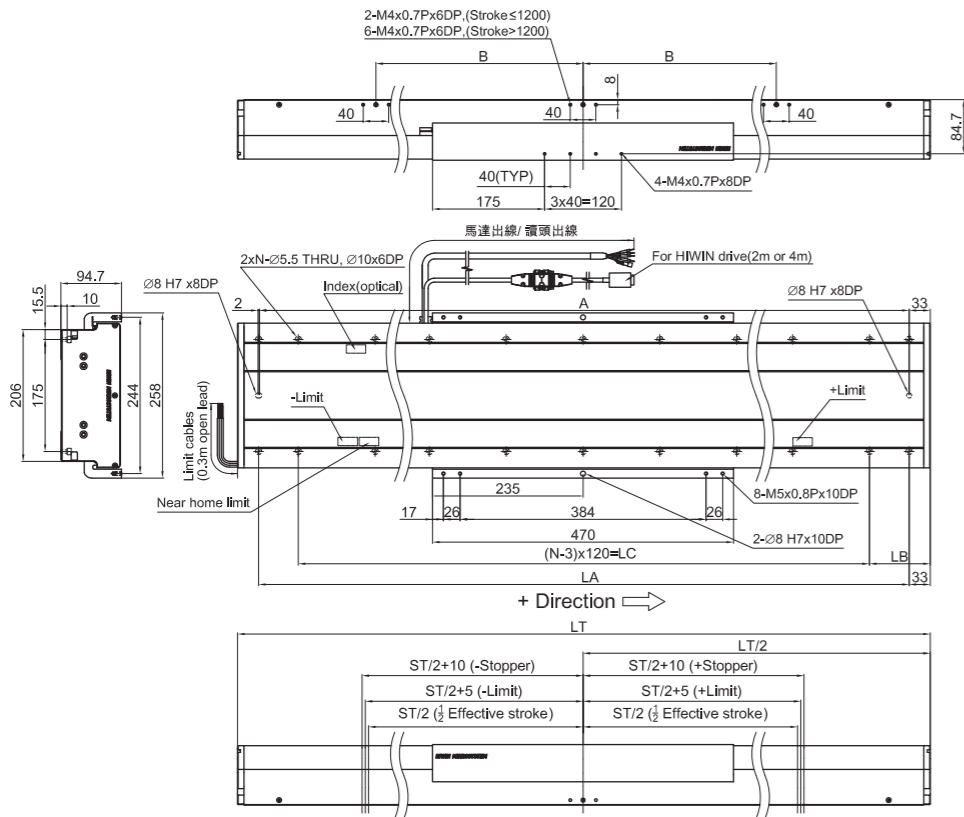 2-M4x0.7Px6DP,(Stroke≤1200)
6-M4x0.7Px6DP,(Stroke>1200)
B
B
8
40
40
40
84.7
40(TYP)
4-M4x0.7Px8DP
175
3x40=120
馬達出線/ 讀頭出線
2xN-Ø5.5 THRU, Ø10x6DP
For HIWIN drive(2m or 4m)
94.7
15.5
10
Index(optical)
Ø8 H7 x8DP
2
A
33
Ø8 H7 x8DP
206
175
244
258
-Limit
+Limit
Limit cables
(0.3m open lead)
Near home limit
235
8-M5x0.8Px10DP
17
26
384
26
470
2-Ø8 H7x10DP
(N-3)x120=LC
LB
LA
33
+ Direction
LT
LT/2
ST/2+10 (-Stopper)
ST/2+10 (+Stopper)
ST/2+5 (-Limit)
ST/2+5 (+Limit)
ST/2 (½ Effective stroke)
ST/2 (½ Effective stroke)